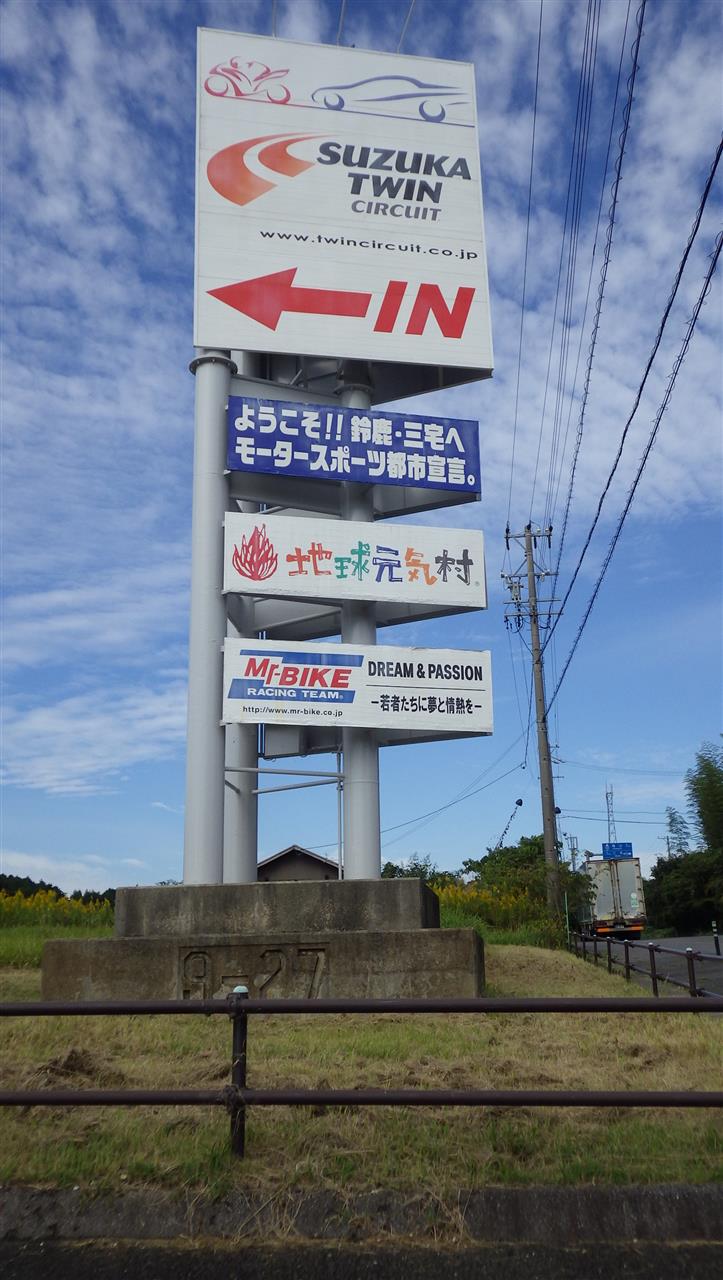 SUZUKA
TWIN
CIRCUIT
www.twincircuit.co.jp
IN
ようこそ!! 鈴鹿・三宅へ
モータースポーツ都市宣言。
地球元気村
Mr-BIKE
RACING TEAM
http://www.mr-bike.co.jp
DREAM & PASSION
ー若者たちに夢と情熱をー
9-27